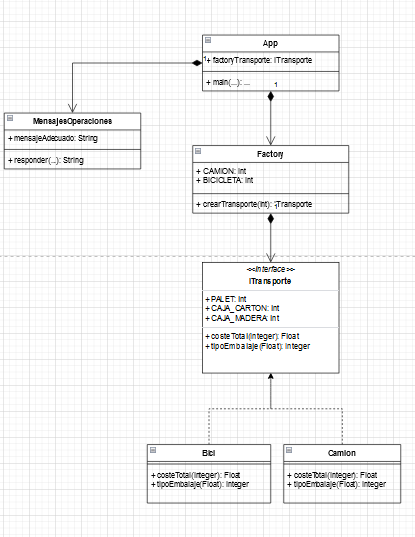 App
+ factoryTransporte: ITransporte
1
+ main(...): ...
1
MensajesOperaciones
+ mensajeAdecuado: String
+ responder(...): String
Factory
+ CAMION: Int
+ BICICLETA: Int
+ crearTransporte(Int): ITransporte
1
<<Interface>>
ITransporte
+ PALET: Int
+ CAJA_CARTON: Int
+ CAJA_MADERA: Int
+ costeTotal(Integer): Float
+ tipoEmbalaje(Float): Integer
Bici
+ costeTotal(Integer): Float
+ tipoEmbalaje(Float): Integer
Camion
+ costeTotal(Integer): Float
+ tipoEmbalaje(Float): Integer